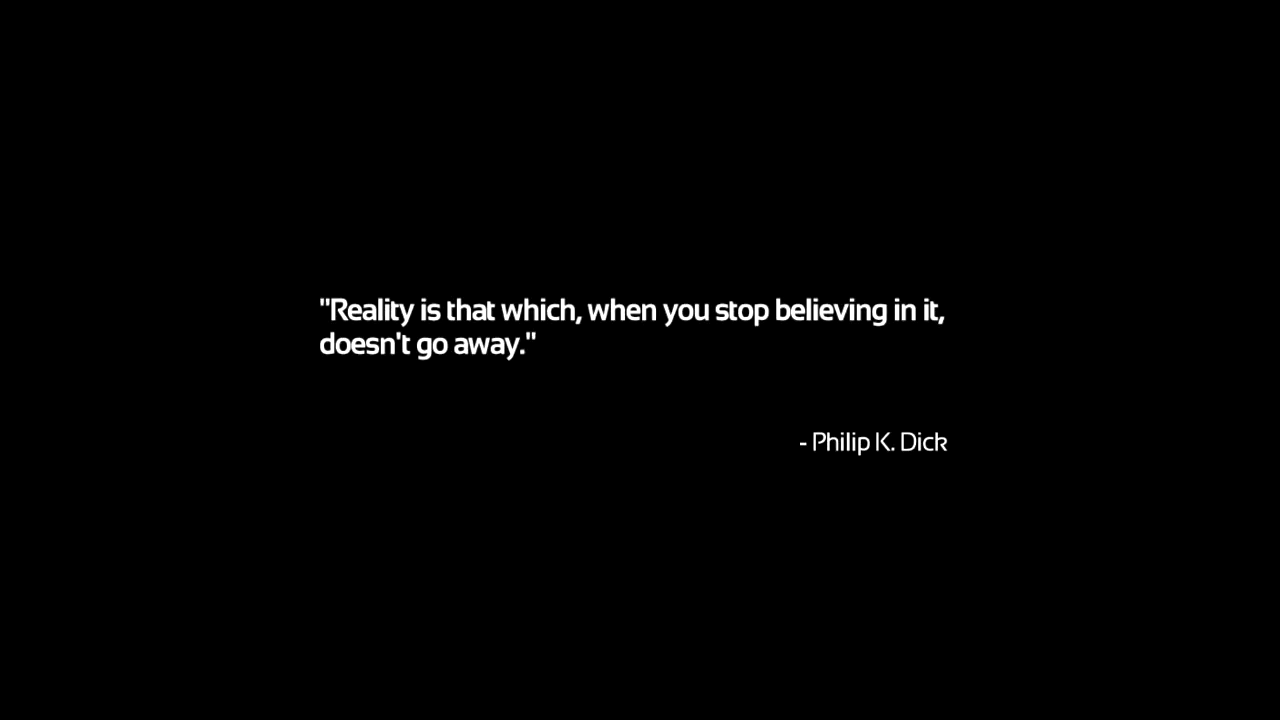 "Reality is that which, when you stop believing in it,
doesn't go away."
- Philip K. Dick